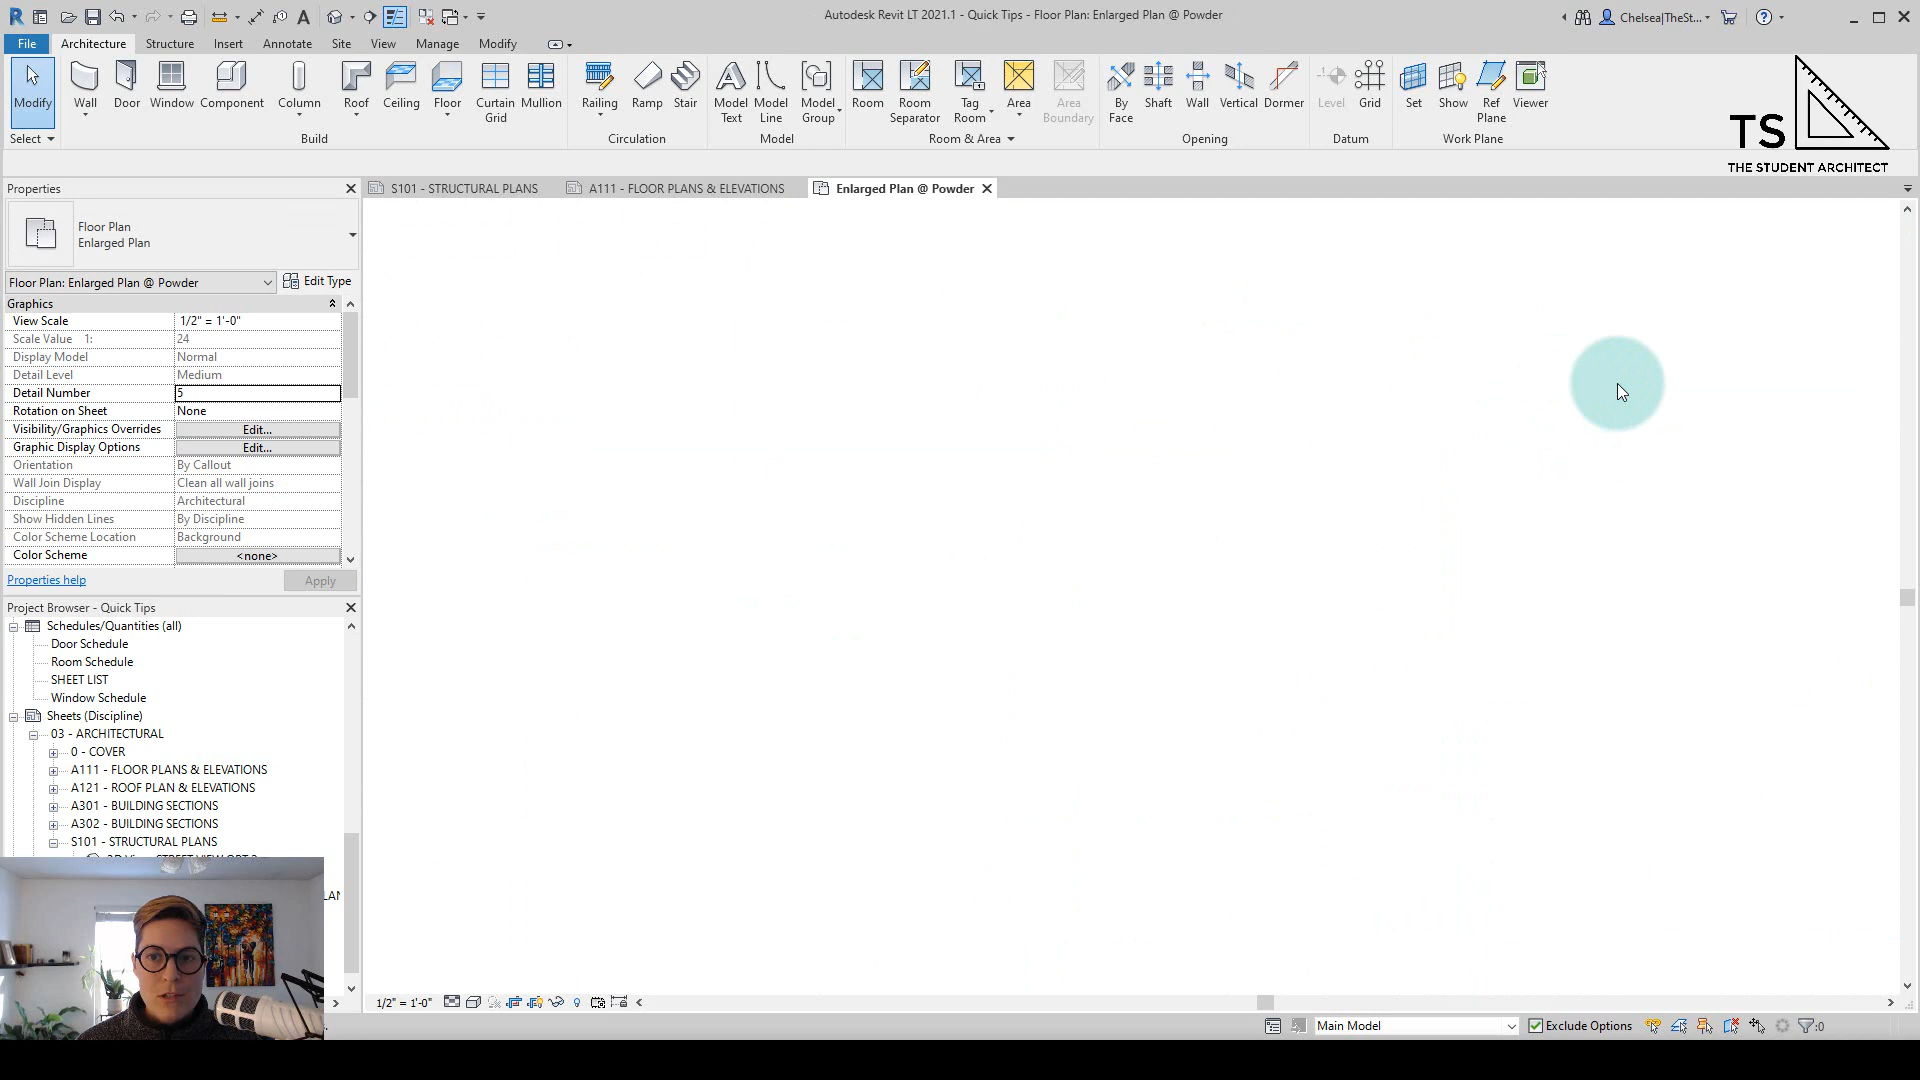 Autodesk Revit LT 2021.1 - Quick Tips - Floor Plan: Enlarged Plan @ Powder
Chelsea|TheSt...
File Architecture Structure Insert Annotate Site View Manage Modify
Modify Wall Door Window Component Column Roof Ceiling Floor Curtain Grid Mullion Railing Ramp Stair Model Text Model Line Model Group Room Room Separator Tag Room Area Area Boundary By Face Shaft Wall Vertical Dormer Level Grid Set Show Ref Plane Viewer
Select Build Circulation Model Room & Area Opening Datum Work Plane
TS
THE STUDENT ARCHITECT
Properties
S101 - STRUCTURAL PLANS A111 - FLOOR PLANS & ELEVATIONS Enlarged Plan @ Powder
Floor Plan
Enlarged Plan
Floor Plan: Enlarged Plan @ Powder Edit Type
Graphics
View Scale 1/2" = 1'-0"
Scale Value 1: 24
Display Model Normal
Detail Level Medium
Detail Number 5
Rotation on Sheet None
Visibility/Graphics Overrides Edit...
Graphic Display Options Edit...
Orientation By Callout
Wall Join Display Clean all wall joins
Discipline Architectural
Show Hidden Lines By Discipline
Color Scheme Location Background
Color Scheme <none>
Properties help Apply
Project Browser - Quick Tips
Schedules/Quantities (all)
Door Schedule
Room Schedule
SHEET LIST
Window Schedule
Sheets (Discipline)
03 - ARCHITECTURAL
0 - COVER
A111 - FLOOR PLANS & ELEVATIONS
A121 - ROOF PLAN & ELEVATIONS
A301 - BUILDING SECTIONS
A302 - BUILDING SECTIONS
S101 - STRUCTURAL PLANS
1/2" = 1'-0"
Main Model Exclude Options :0